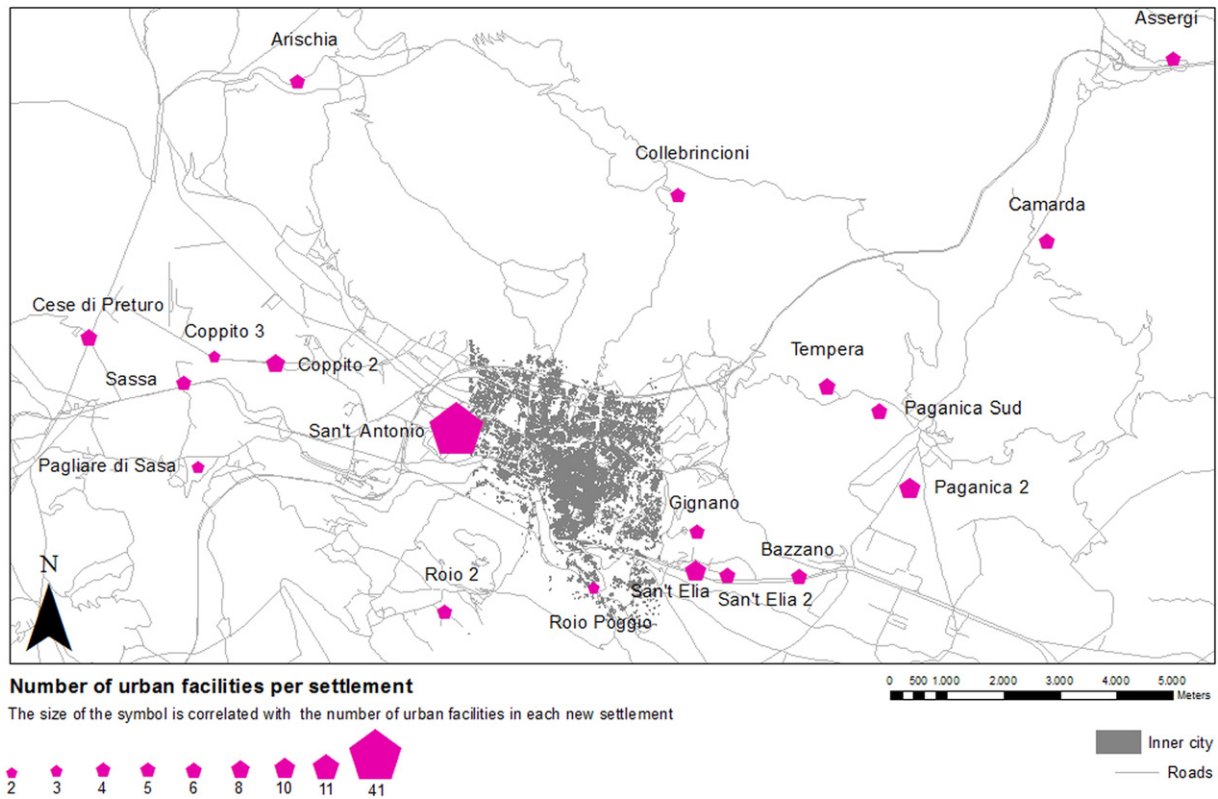 Assergi
Arischia
Collebrincioni
Camarda
Cese di Preturo
Coppito 3
Tempera
Coppito 2
Sassa
Paganica Sud
San't Antonio
Pagliare di Sasa
Paganica 2
Gignano
Bazzano
N
Roio 2
San't Elia
San't Elia 2
Roio Poggio
Number of urban facilities per settlement
0 500 1.000 2.000 3.000 4.000 5.000
Meters
The size of the symbol is correlated with the number of urban facilities in each new settlement
Inner city
Roads
2 3 4 5 6 8 10 11 41